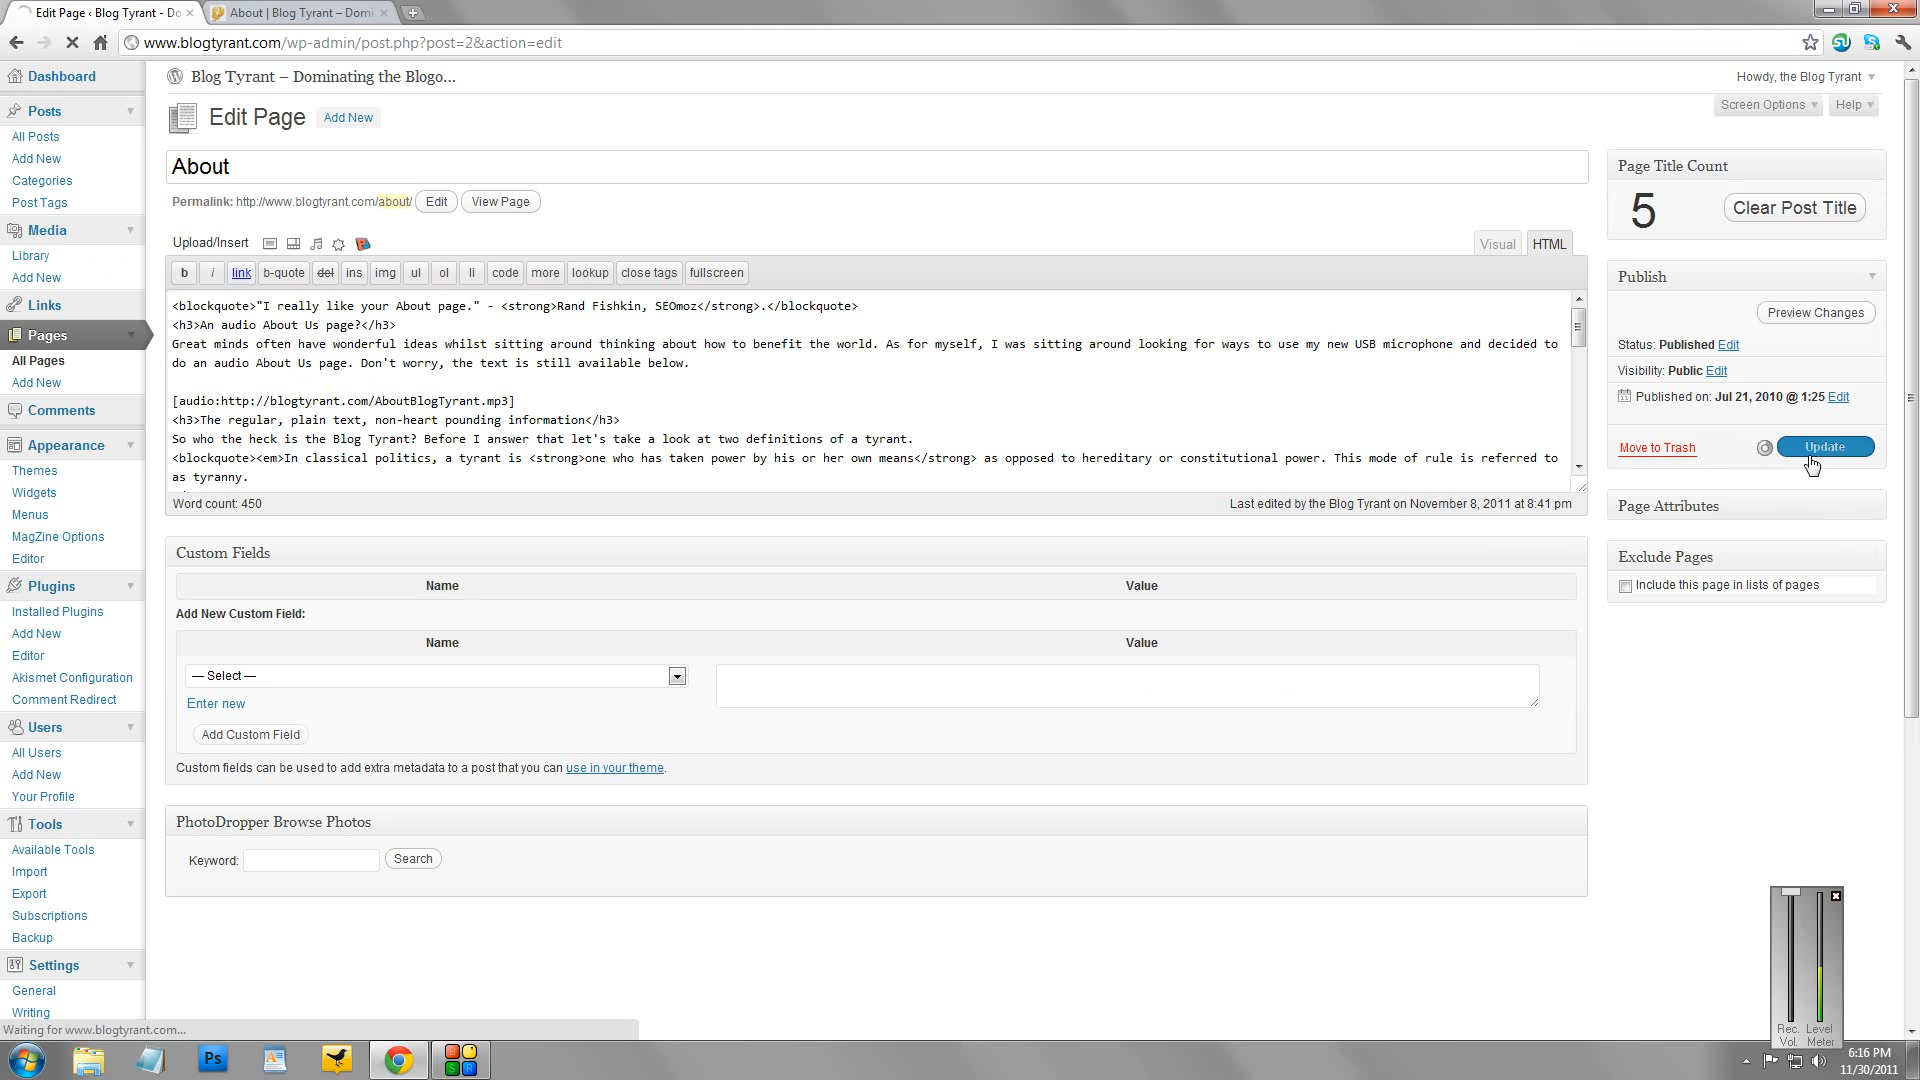 Edit Page ‹ Blog Tyrant - Do
About | Blog Tyrant – Domi
www.blogtyrant.com/wp-admin/post.php?post=2&action=edit
Dashboard
Posts
All Posts
Add New
Categories
Post Tags
Media
Library
Add New
Links
Pages
All Pages
Add New
Comments
Appearance
Themes
Widgets
Menus
MagZine Options
Editor
Plugins
Installed Plugins
Add New
Editor
Akismet Configuration
Comment Redirect
Users
All Users
Add New
Your Profile
Tools
Available Tools
Import
Export
Subscriptions
Backup
Settings
General
Writing
Waiting for www.blogtyrant.com...
Blog Tyrant – Dominating the Blogo...
Howdy, the Blog Tyrant
Screen Options
Help
Edit Page
Add New
About
Permalink: http://www.blogtyrant.com/about/ Edit View Page
Upload/Insert
Visual
HTML
b i link b-quote del ins img ul ol li code more lookup close tags fullscreen
<blockquote>"I really like your About page." - <strong>Rand Fishkin, SEOmoz</strong>.</blockquote>
<h3>An audio About Us page?</h3>
Great minds often have wonderful ideas whilst sitting around thinking about how to benefit the world. As for myself, I was sitting around looking for ways to use my new USB microphone and decided to
do an audio About Us page. Don't worry, the text is still available below.
[audio:http://blogtyrant.com/AboutBlogTyrant.mp3]
<h3>The regular, plain text, non-heart pounding information</h3>
So who the heck is the Blog Tyrant? Before I answer that let's take a look at two definitions of a tyrant.
<blockquote><em>In classical politics, a tyrant is <strong>one who has taken power by his or her own means</strong> as opposed to hereditary or constitutional power. This mode of rule is referred to
as tyranny.
Word count: 450
Last edited by the Blog Tyrant on November 8, 2011 at 8:41 pm
Custom Fields
Name
Value
Add New Custom Field:
Name
Value
— Select —
Enter new
Add Custom Field
Custom fields can be used to add extra metadata to a post that you can use in your theme.
PhotoDropper Browse Photos
Keyword:
Search
Page Title Count
5
Clear Post Title
Publish
Preview Changes
Status: Published Edit
Visibility: Public Edit
Published on: Jul 21, 2010 @ 1:25 Edit
Move to Trash
Update
Page Attributes
Exclude Pages
Include this page in lists of pages
Rec. Level
Vol. Meter
Ps
B C
S R
6:16 PM
11/30/2011